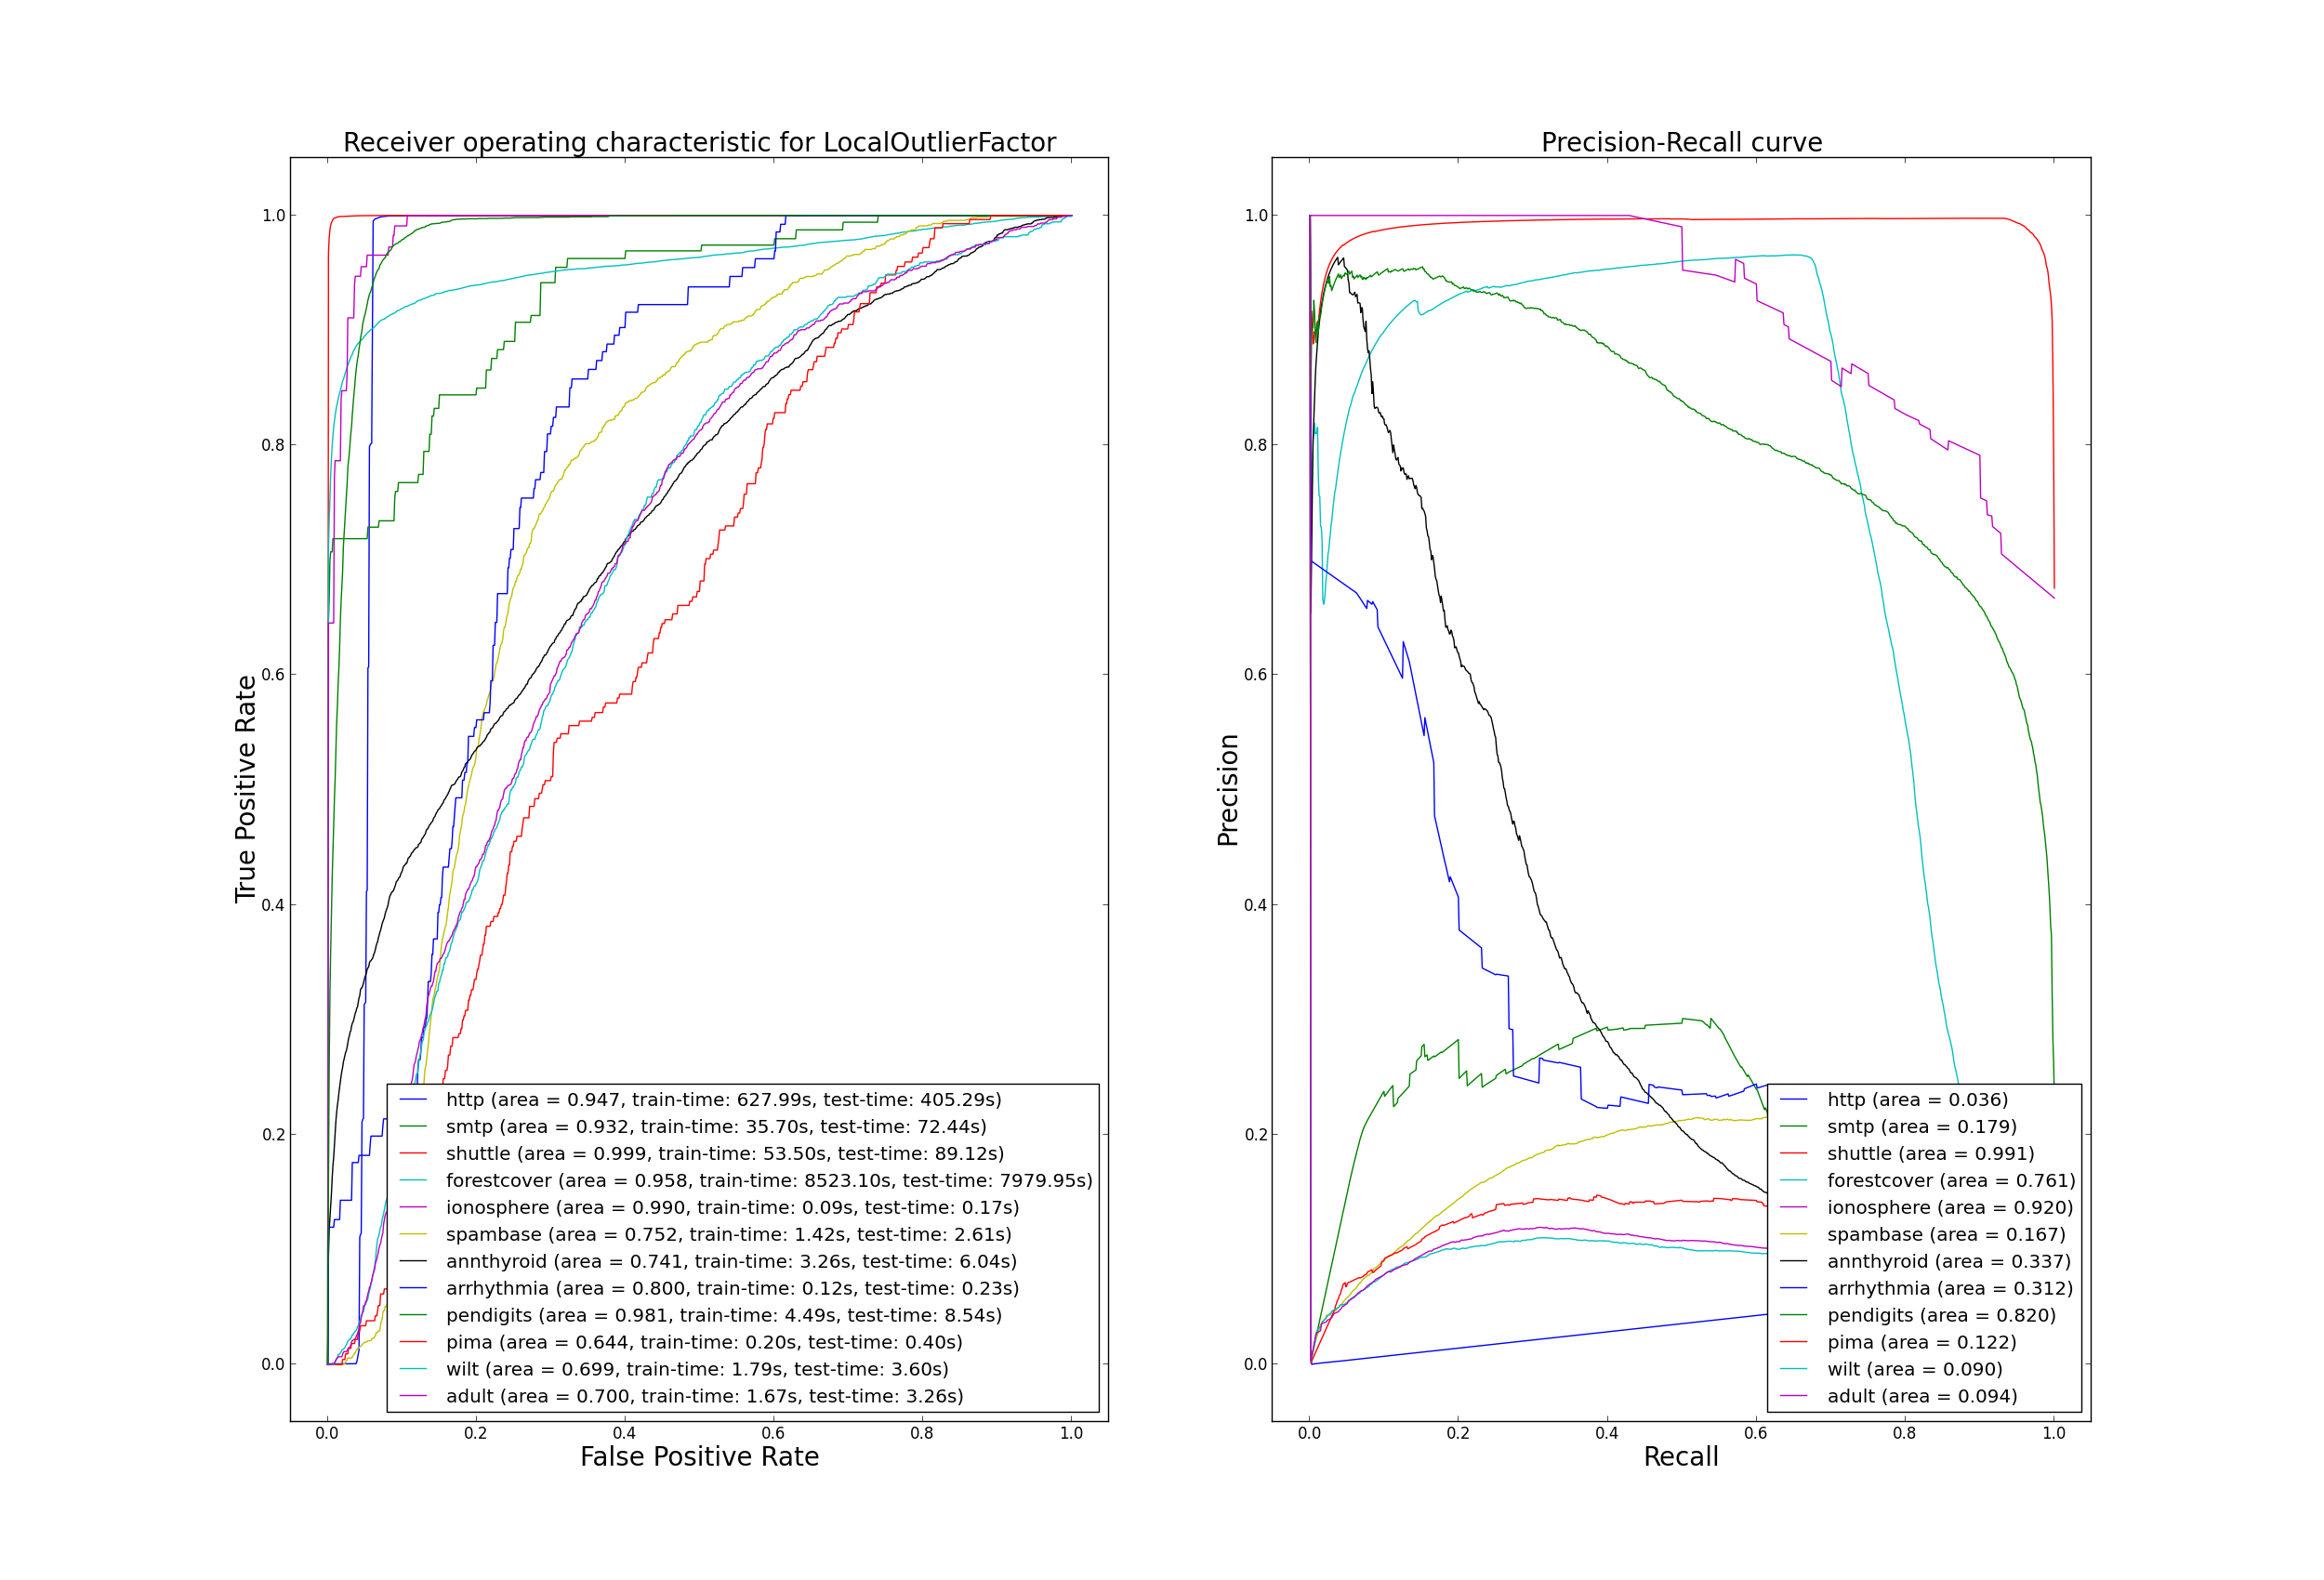 Receiver operating characteristic for LocalOutlierFactor
1.0
0.8
0.6
0.4
0.2
0.0
True Positive Rate
http (area = 0.947, train-time: 627.99s, test-time: 405.29s)
smtp (area = 0.932, train-time: 35.70s, test-time: 72.44s)
shuttle (area = 0.999, train-time: 53.50s, test-time: 89.12s)
forestcover (area = 0.958, train-time: 8523.10s, test-time: 7979.95s)
ionosphere (area = 0.990, train-time: 0.09s, test-time: 0.17s)
spambase (area = 0.752, train-time: 1.42s, test-time: 2.61s)
annthyroid (area = 0.741, train-time: 3.26s, test-time: 6.04s)
arrhythmia (area = 0.800, train-time: 0.12s, test-time: 0.23s)
pendigits (area = 0.981, train-time: 4.49s, test-time: 8.54s)
pima (area = 0.644, train-time: 0.20s, test-time: 0.40s)
wilt (area = 0.699, train-time: 1.79s, test-time: 3.60s)
adult (area = 0.700, train-time: 1.67s, test-time: 3.26s)
0.0 0.2 0.4 0.6 0.8 1.0
False Positive Rate
Precision-Recall curve
1.0
0.8
0.6
0.4
0.2
0.0
Precision
http (area = 0.036)
smtp (area = 0.179)
shuttle (area = 0.991)
forestcover (area = 0.761)
ionosphere (area = 0.920)
spambase (area = 0.167)
annthyroid (area = 0.337)
arrhythmia (area = 0.312)
pendigits (area = 0.820)
pima (area = 0.122)
wilt (area = 0.090)
adult (area = 0.094)
0.0 0.2 0.4 0.6 0.8 1.0
Recall